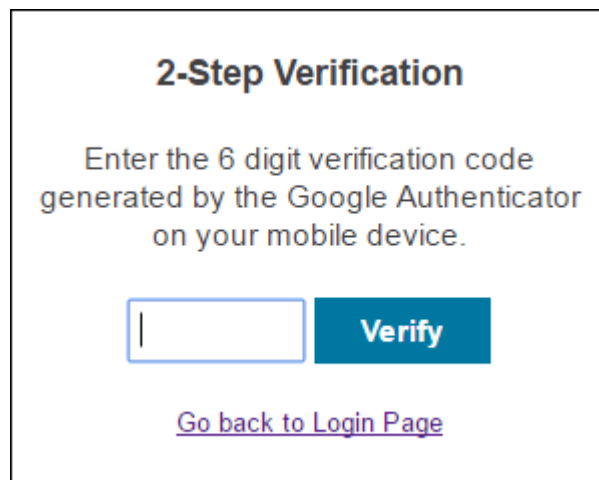 2-Step Verification
Enter the 6 digit verification code
generated by the Google Authenticator
on your mobile device.
Verify
Go back to Login Page